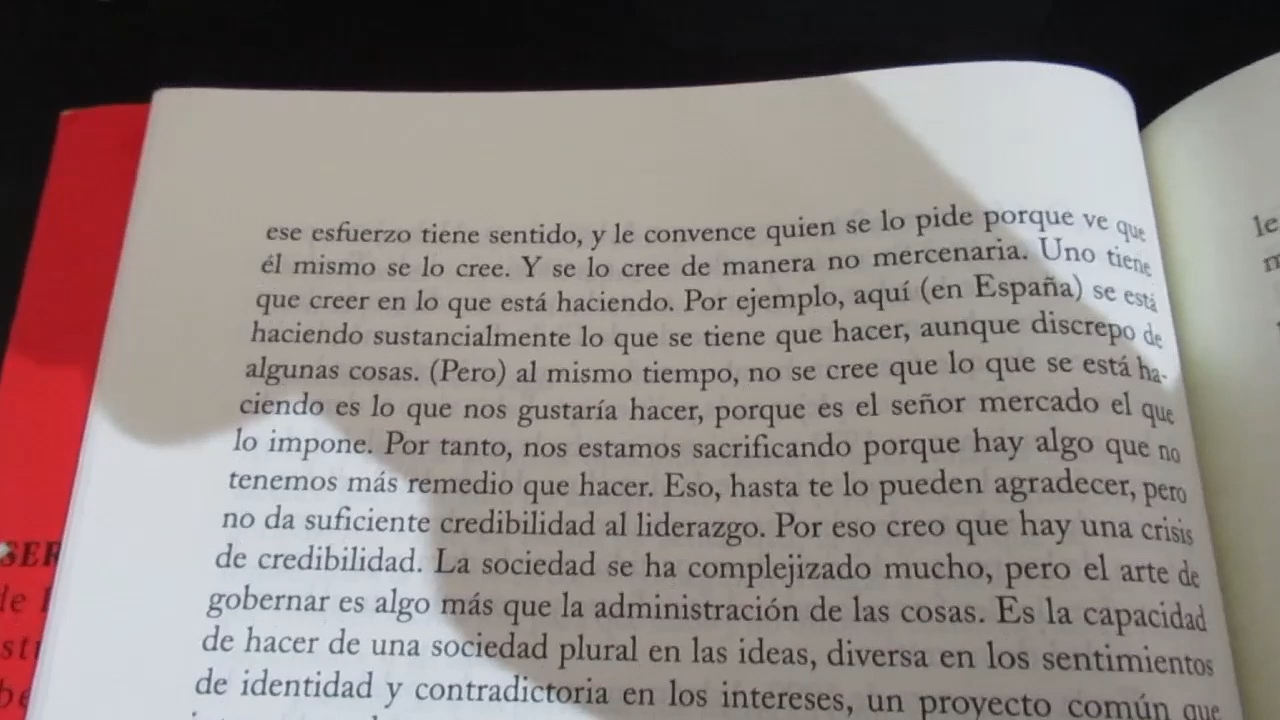 ese esfuerzo tiene sentido, y le convence quien se lo pide porque ve que
él mismo se lo cree. Y se lo cree de manera no mercenaria. Uno tiene
que creer en lo que está haciendo. Por ejemplo, aquí (en España) se está
haciendo sustancialmente lo que se tiene que hacer, aunque discrepo de
algunas cosas. (Pero) al mismo tiempo, no se cree que lo que se está ha-
ciendo es lo que nos gustaría hacer, porque es el señor mercado el que
lo impone. Por tanto, nos estamos sacrificando porque hay algo que no
tenemos más remedio que hacer. Eso, hasta te lo pueden agradecer, pero
no da suficiente credibilidad al liderazgo. Por eso creo que hay una crisis
de credibilidad. La sociedad se ha complejizado mucho, pero el arte de
gobernar es algo más que la administración de las cosas. Es la capacidad
de hacer de una sociedad plural en las ideas, diversa en los sentimientos
de identidad y contradictoria en los intereses, un proyecto común que
SER
le